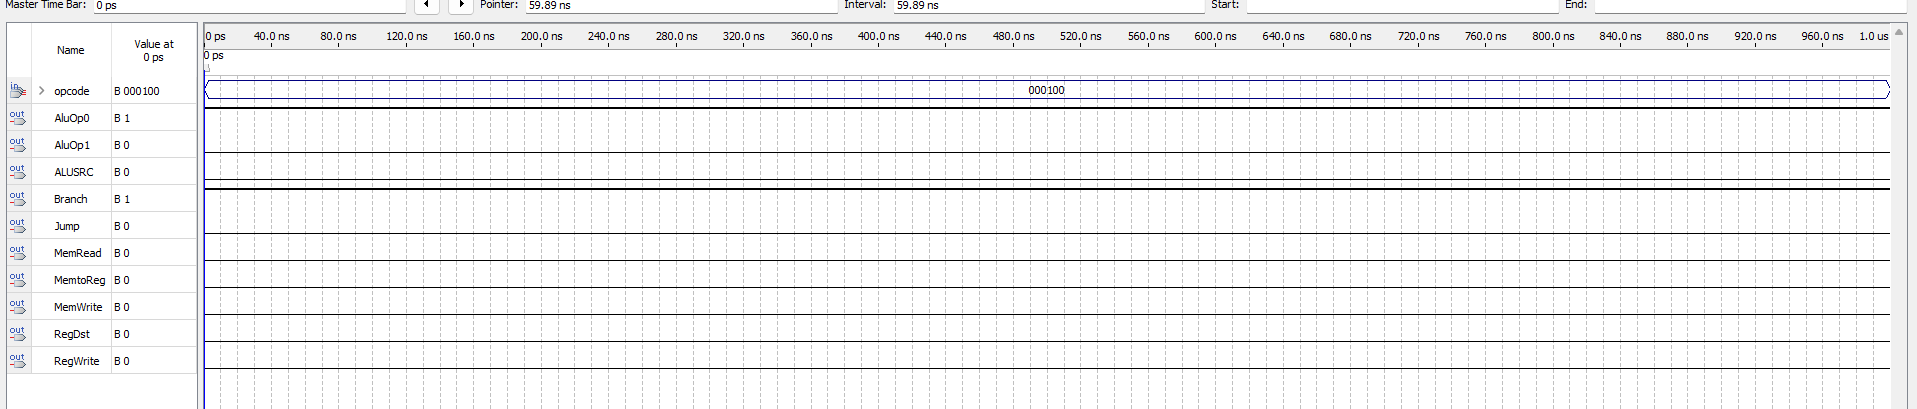 Master Time Bar: 0 ps Pointer: 59.89 ns Interval: 59.89 ns Start: End:
Name Value at 0 ps
0 ps 40.0 ns 80.0 ns 120.0 ns 160.0 ns 200.0 ns 240.0 ns 280.0 ns 320.0 ns 360.0 ns 400.0 ns 440.0 ns 480.0 ns 520.0 ns 560.0 ns 600.0 ns 640.0 ns 680.0 ns 720.0 ns 760.0 ns 800.0 ns 840.0 ns 880.0 ns 920.0 ns 960.0 ns 1.0 us
0 ps
in opcode B 000100 000100
out AluOp0 B 1
out AluOp1 B 0
out ALUSRC B 0
out Branch B 1
out Jump B 0
out MemRead B 0
out MemtoReg B 0
out MemWrite B 0
out RegDst B 0
out RegWrite B 0